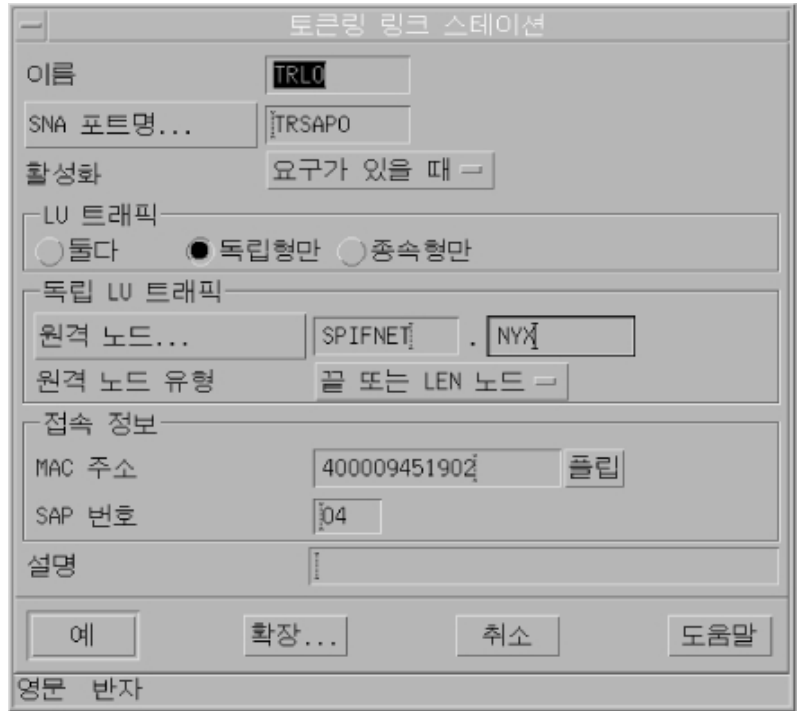 토큰링 링크 스테이션
이름 TRL0
SNA 포트명... TRSAP0
활성화 요구가 있을 때
LU 트래픽
둘다 독립형만 종속형만
독립 LU 트래픽
원격 노드... SPIFNET . NYX
원격 노드 유형 끝 또는 LEN 노드
접속 정보
MAC 주소 400009451902 플립
SAP 번호 04
설명
예 확장... 취소 도움말
영문 반자